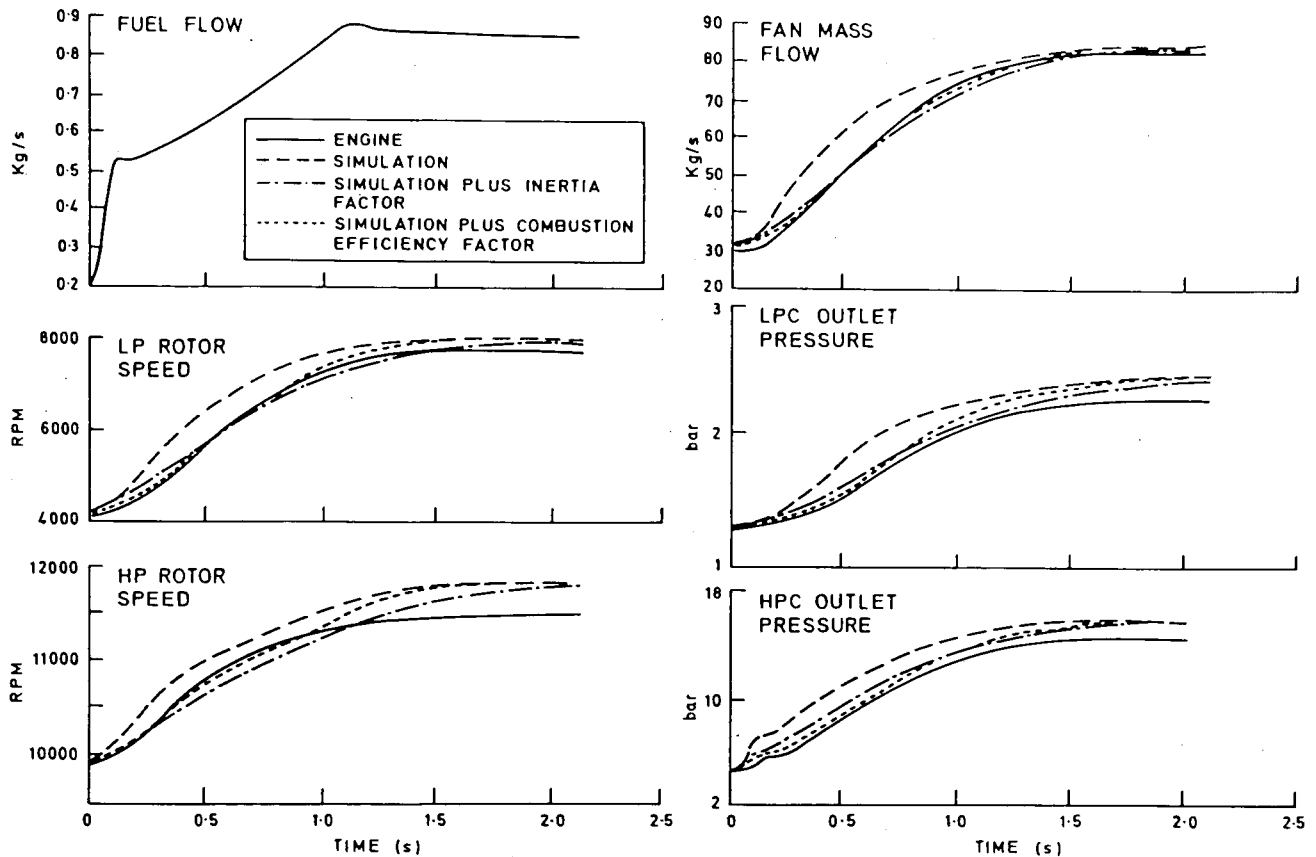 FUEL FLOW
0·9
0·8
0·7
0·6
0·5
0·4
0·3
0·2
Kg/s
ENGINE
SIMULATION
SIMULATION PLUS INERTIA
FACTOR
SIMULATION PLUS COMBUSTION
EFFICIENCY FACTOR
LP ROTOR
SPEED
8000
6000
4000
RPM
HP ROTOR
SPEED
12000
11000
10000
RPM
0
0·5
1·0
1·5
2·0
2·5
TIME (s)
FAN MASS
FLOW
90
80
70
60
50
40
30
20
Kg/s
LPC OUTLET
PRESSURE
3
2
1
bar
HPC OUTLET
PRESSURE
18
10
2
bar
0
0·5
1·0
1·5
2·0
2·5
TIME (s)